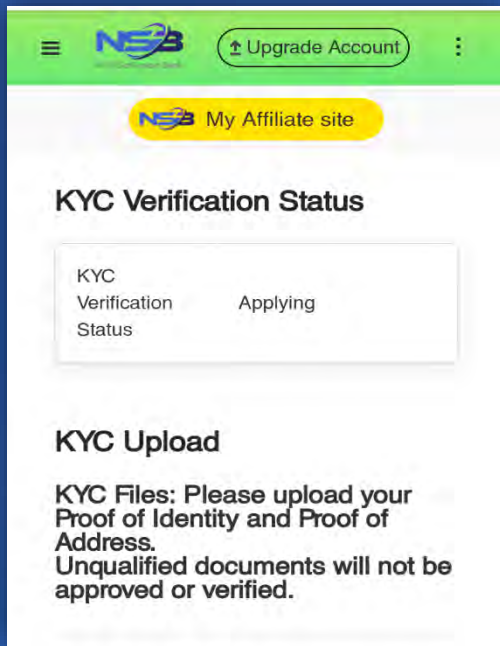 NSB
Upgrade Account
NSB My Affiliate site
KYC Verification Status
KYC
Verification
Status
Applying
KYC Upload
KYC Files: Please upload your
Proof of Identity and Proof of
Address.
Unqualified documents will not be
approved or verified.